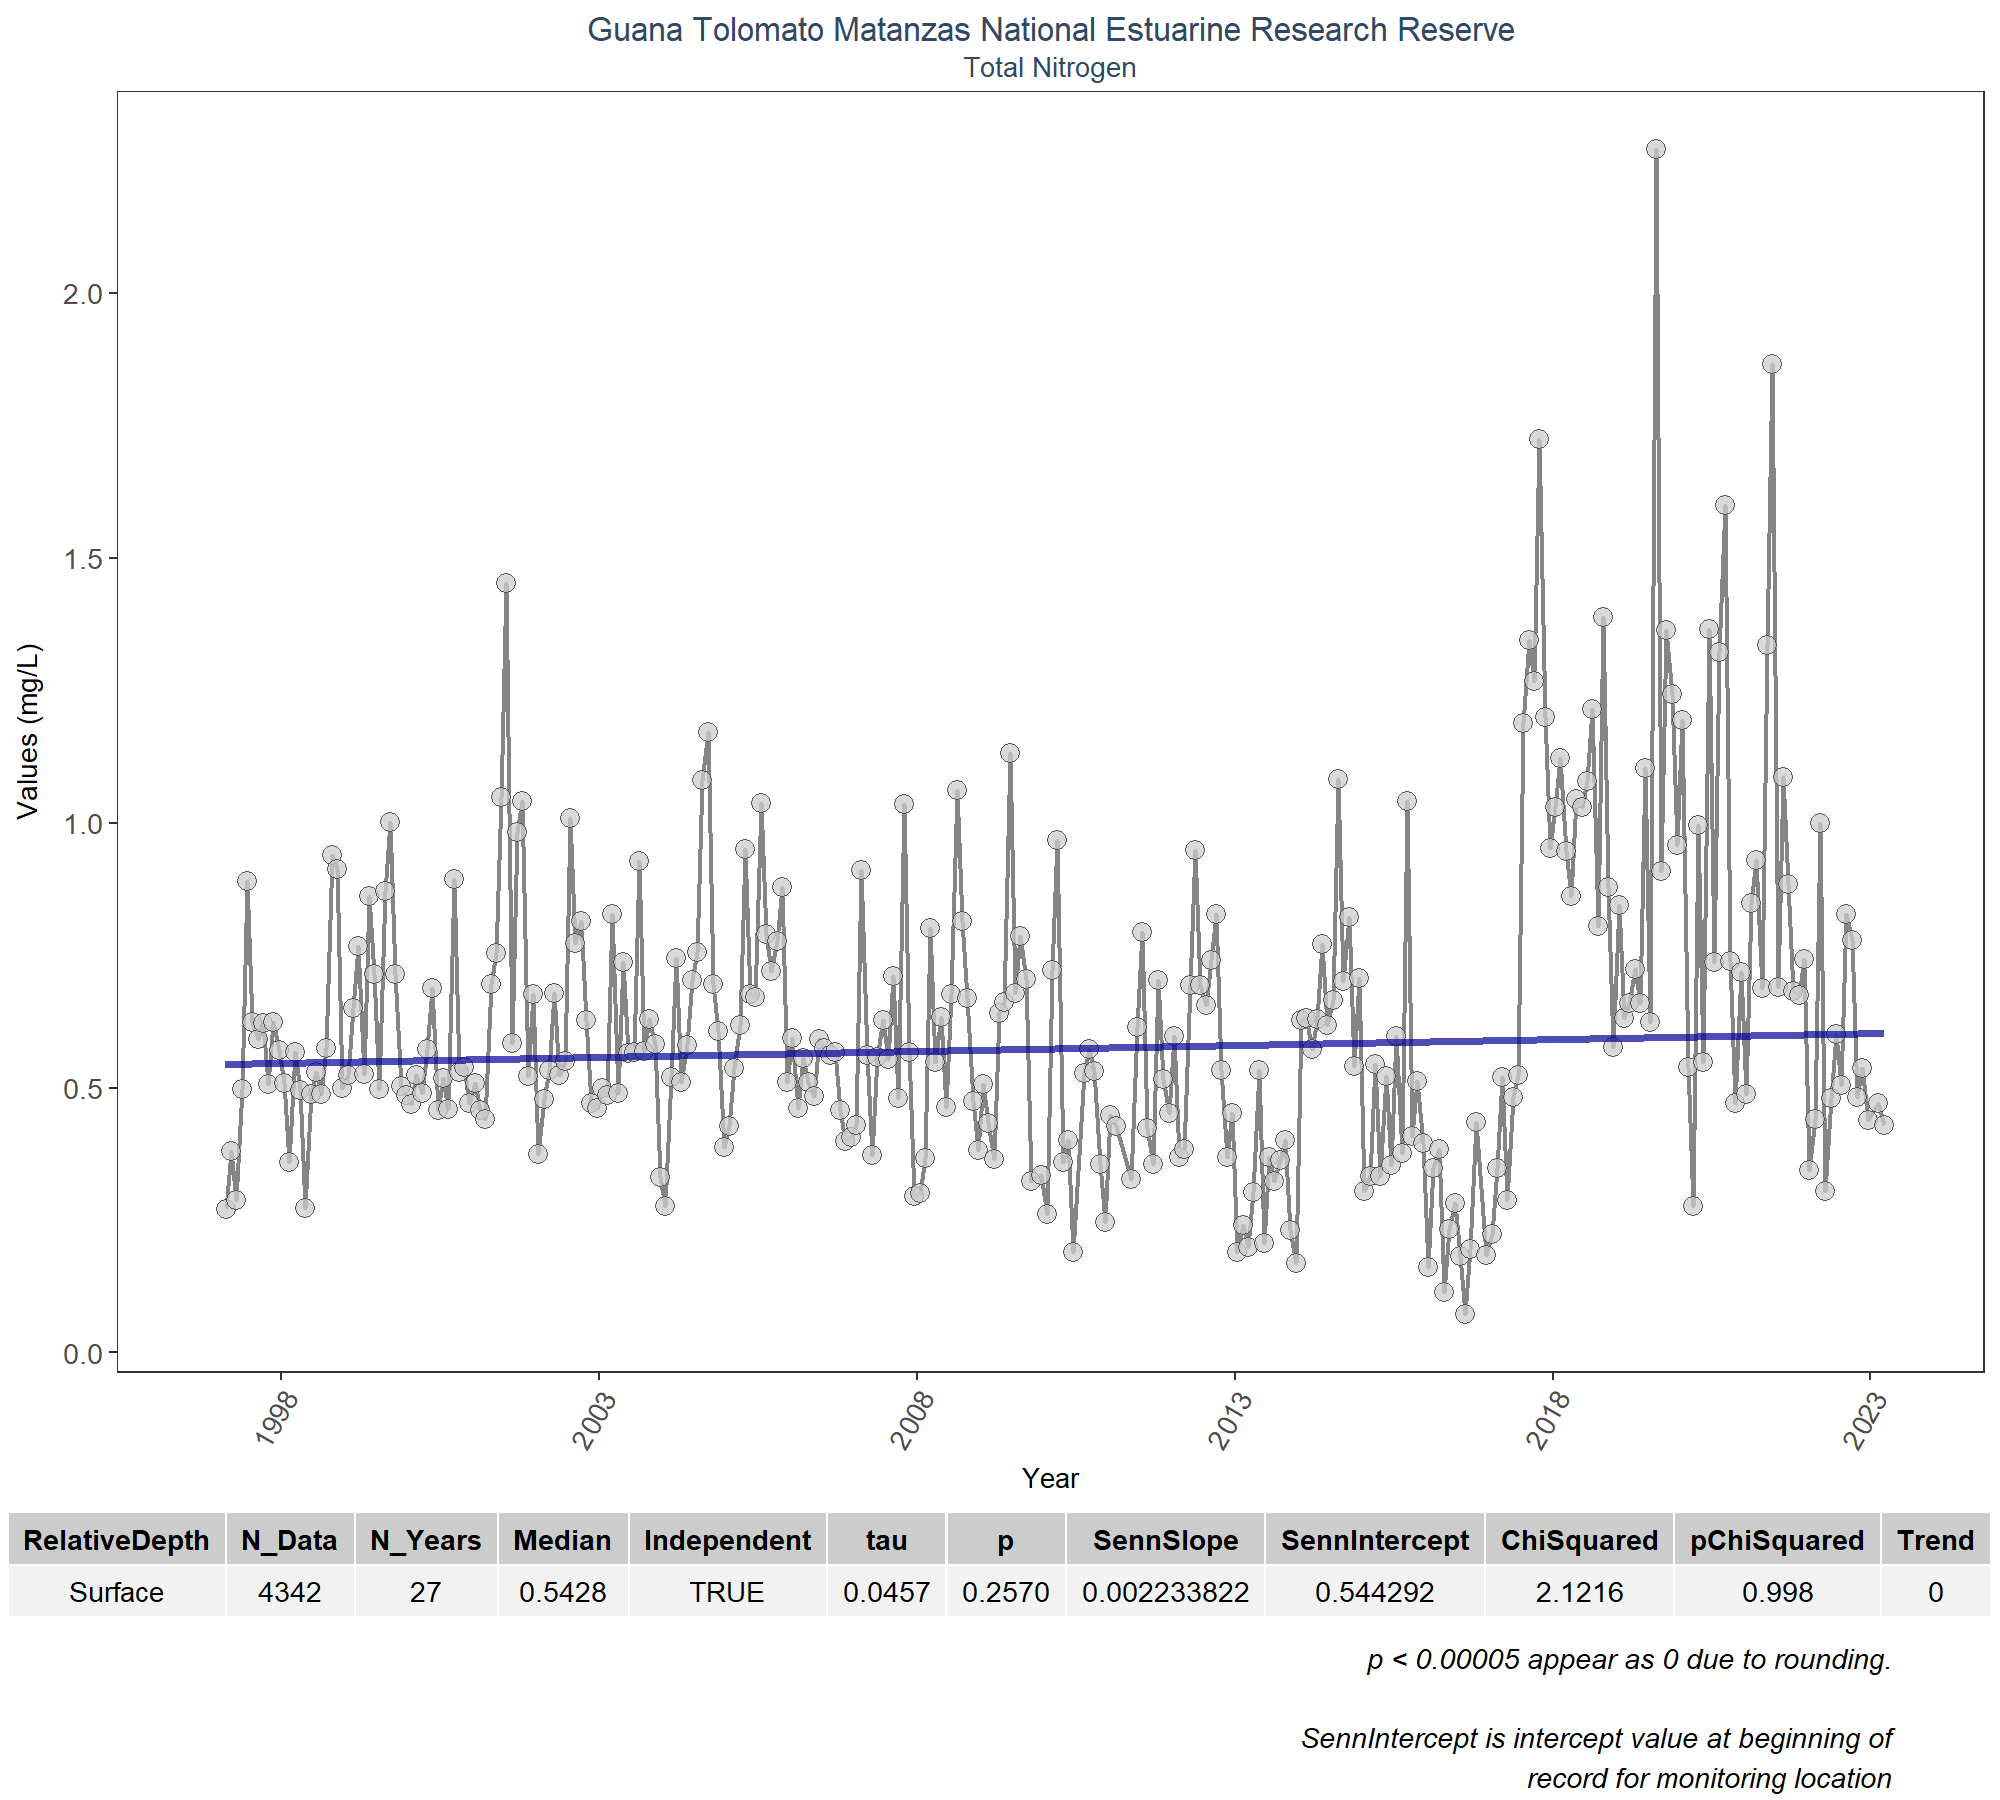 Guana Tolomato Matanzas National Estuarine Research Reserve
Total Nitrogen
Values (mg/L)
2.0
1.5
1.0
0.5
0.0
1998 2003 2008 2013 2018 2023
Year
RelativeDepth N_Data N_Years Median Independent tau p SennSlope SennIntercept ChiSquared pChiSquared Trend
Surface 4342 27 0.5428 TRUE 0.0457 0.2570 0.002233822 0.544292 2.1216 0.998 0
p < 0.00005 appear as 0 due to rounding.
SennIntercept is intercept value at beginning of
record for monitoring location